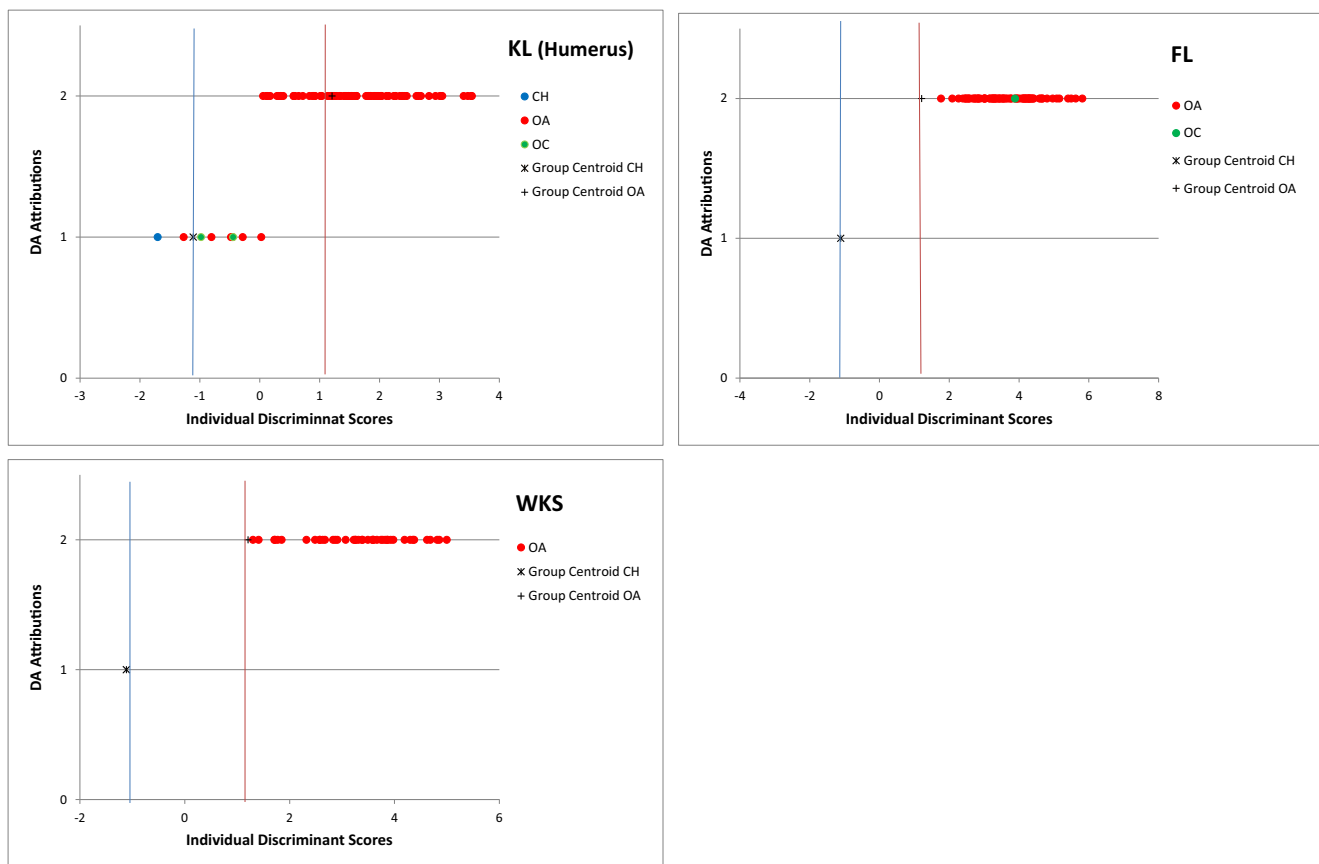 KL (Humerus)
CH
OA
OC
Group Centroid CH
Group Centroid OA
DA Attributions
2
1
0
-3 -2 -1 0 1 2 3 4
Individual Discriminnat Scores
FL
OA
OC
Group Centroid CH
Group Centroid OA
DA Attributions
2
1
0
-4 -2 0 2 4 6 8
Individual Discriminant Scores
WKS
OA
Group Centroid CH
Group Centroid OA
DA Attributions
2
1
0
-2 0 2 4 6
Individual Discriminant Scores